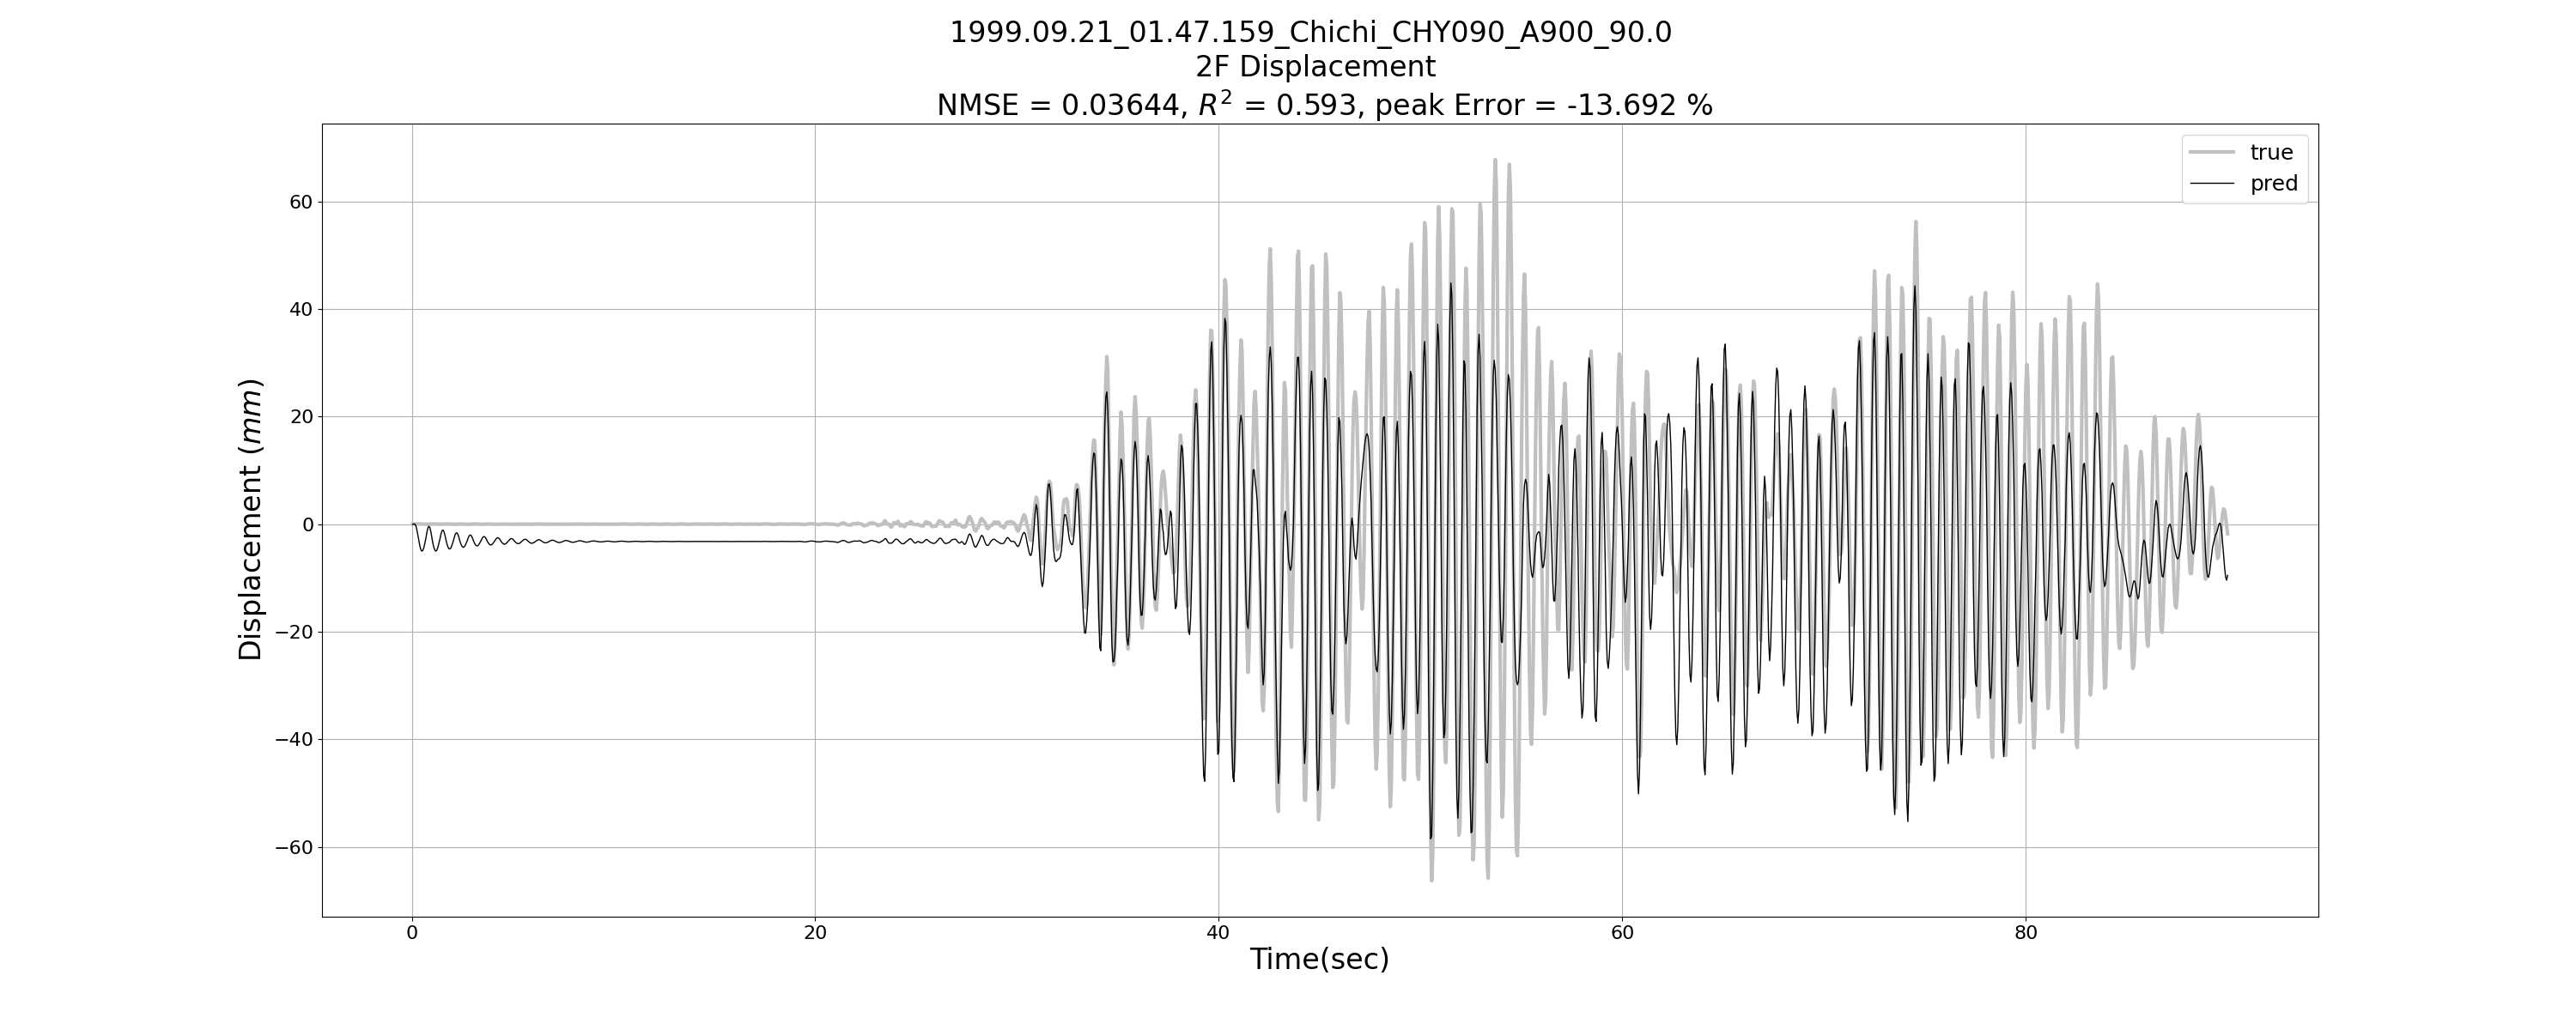 1999.09.21_01.47.159_Chichi_CHY090_A900_90.0
2F Displacement
NMSE = 0.03644, R² = 0.593, peak Error = -13.692 %
true
pred
60
40
20
0
−20
−40
−60
Displacement (mm)
0 20 40 60 80
Time(sec)